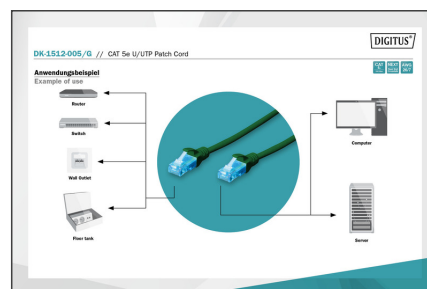 DIGITUS®
DK-1512-005/G // CAT 5e U/UTP Patch Cord
Anwendungsbeispiel
Example of use
Router
Switch
Wall Outlet
Floor tank
Computer
Server